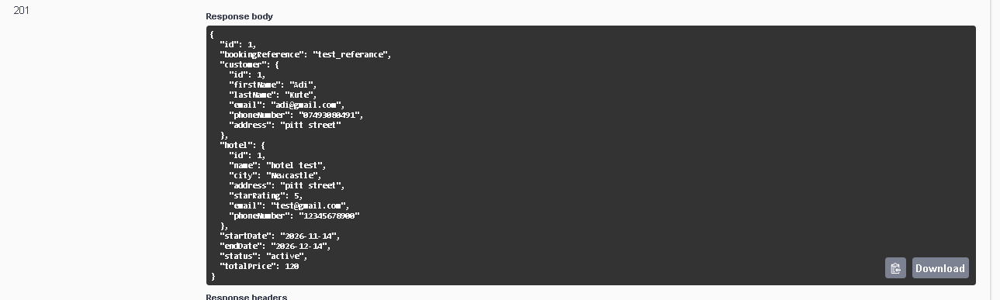 201
Response body
{
  "id": 1,
  "bookingReference": "test_referance",
  "customer": {
    "id": 1,
    "firstName": "Adi",
    "lastName": "Kute",
    "email": "adi@gmail.com",
    "phoneNumber": "07493080491",
    "address": "pitt street"
  },
  "hotel": {
    "id": 1,
    "name": "hotel test",
    "city": "Newcastle",
    "address": "pitt street",
    "starRating": 5,
    "email": "test@gmail.com",
    "phoneNumber": "12345678900"
  },
  "startDate": "2026-11-14",
  "endDate": "2026-12-14",
  "status": "active",
  "totalPrice": 120
}
Download
Response headers